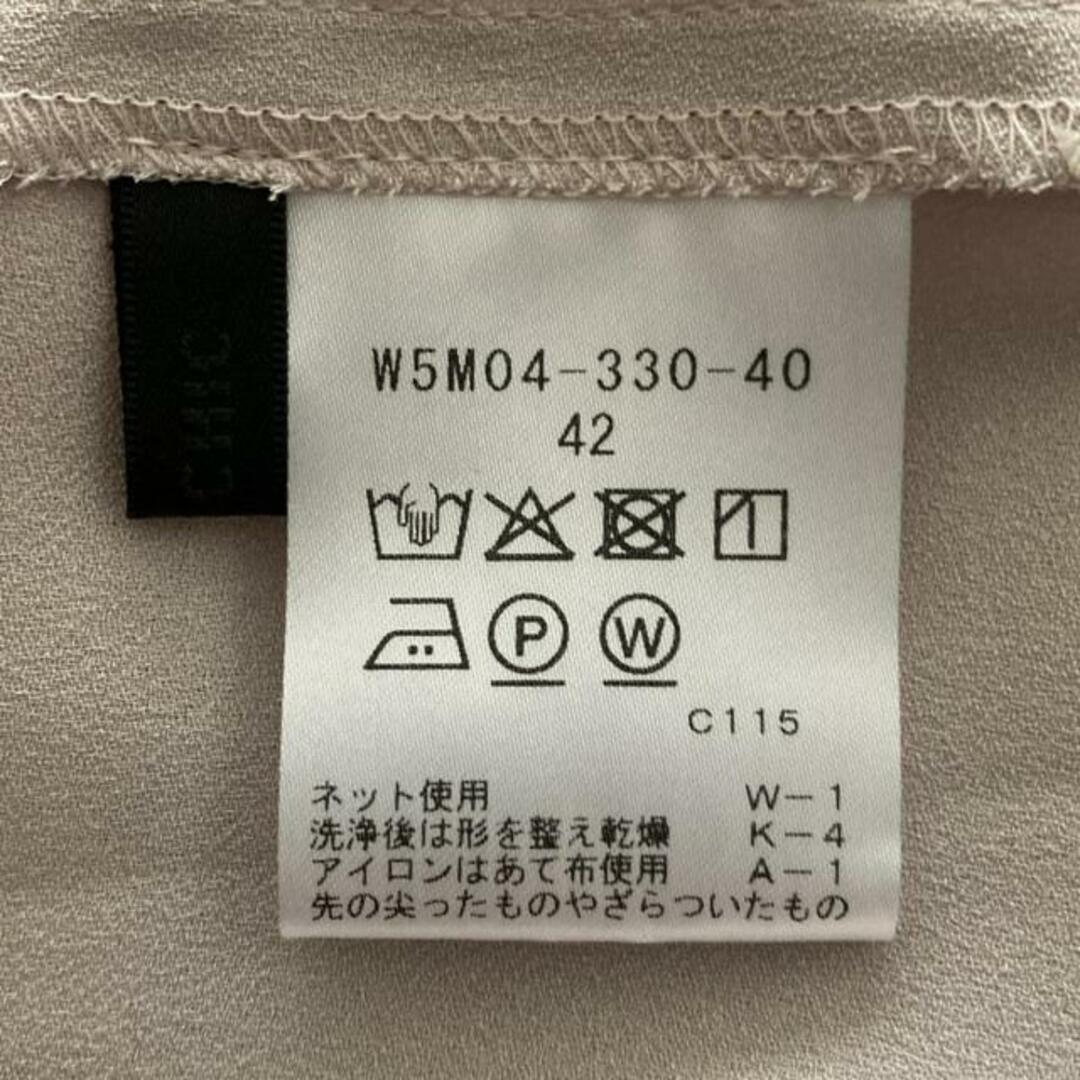 W5M04-330-40
42
P W
C115
ネット使用 W-1
洗浄後は形を整え乾燥 K-4
アイロンはあて布使用 A-1
先の尖ったものやざらついたもの
CHIC